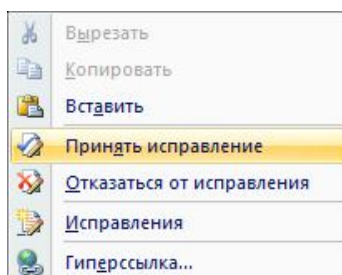 Вырезать
Копировать
Вставить
Принять исправление
Отказаться от исправления
Исправления
Гиперссылка...